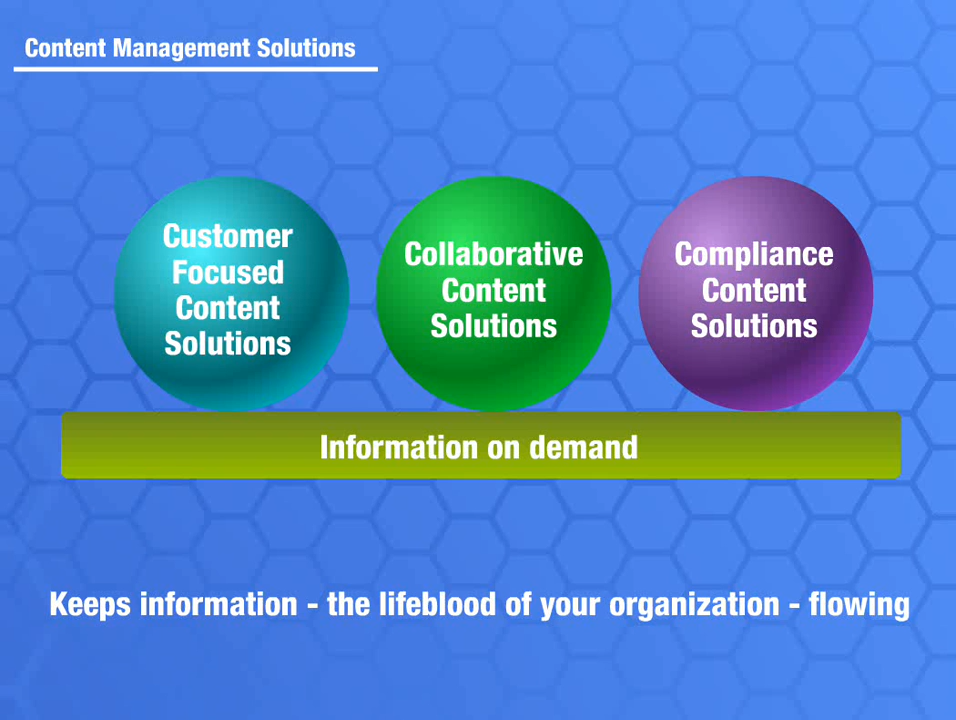 Content Management Solutions
Customer
Focused
Content
Solutions
Collaborative
Content
Solutions
Compliance
Content
Solutions
Information on demand
Keeps information - the lifeblood of your organization - flowing